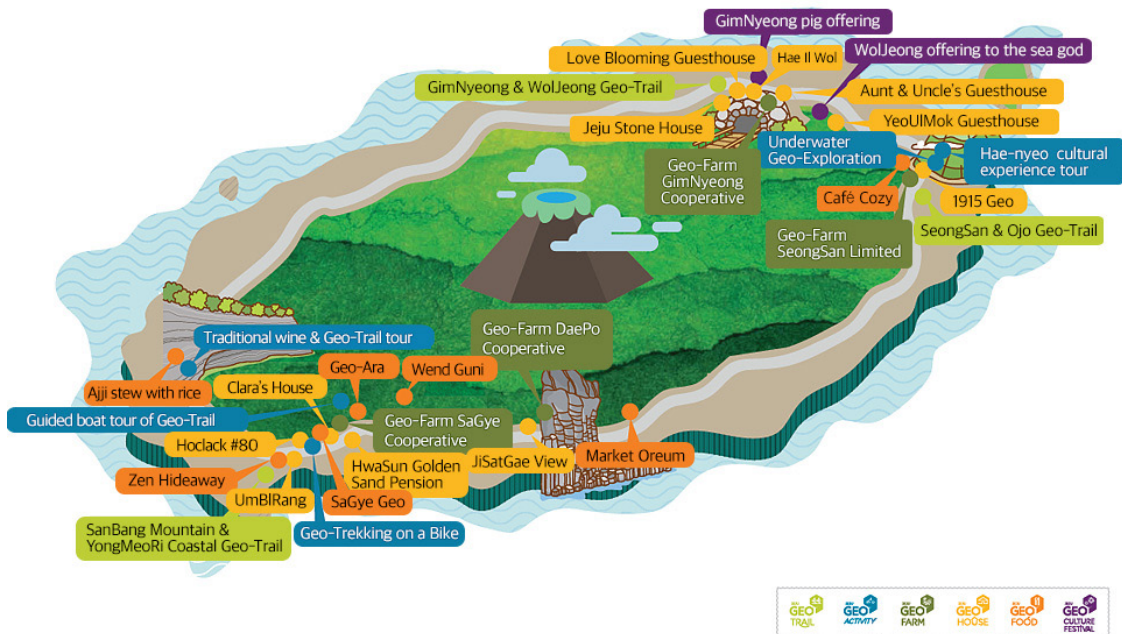 GimNyeong pig offering
WolJeong offering to the sea god
Love Blooming Guesthouse
Hae Il Wol
GimNyeong & WolJeong Geo-Trail
Aunt & Uncle's Guesthouse
Jeju Stone House
YeoUlMok Guesthouse
Underwater
Geo-Exploration
Hae-nyeo cultural
experience tour
Geo-Farm
GimNyeong
Cooperative
Café Cozy
1915 Geo
Geo-Farm
SeongSan Limited
SeongSan & Ojo Geo-Trail
Traditional wine & Geo-Trail tour
Geo-Farm DaePo
Cooperative
Ajji stew with rice
Clara's House
Geo-Ara
Wend Guni
Guided boat tour of Geo-Trail
Geo-Farm SaGye
Cooperative
Hoclack #80
HwaSun Golden
Sand Pension
JiSatGae View
Market Oreum
Zen Hideaway
UmBIRang
SaGye Geo
SanBang Mountain &
YongMeoRi Coastal Geo-Trail
Geo-Trekking on a Bike
GEO
TRAIL
GEO
ACTIVITY
GEO
FARM
GEO
HOUSE
GEO
FOOD
GEO
CULTURE
FESTIVAL